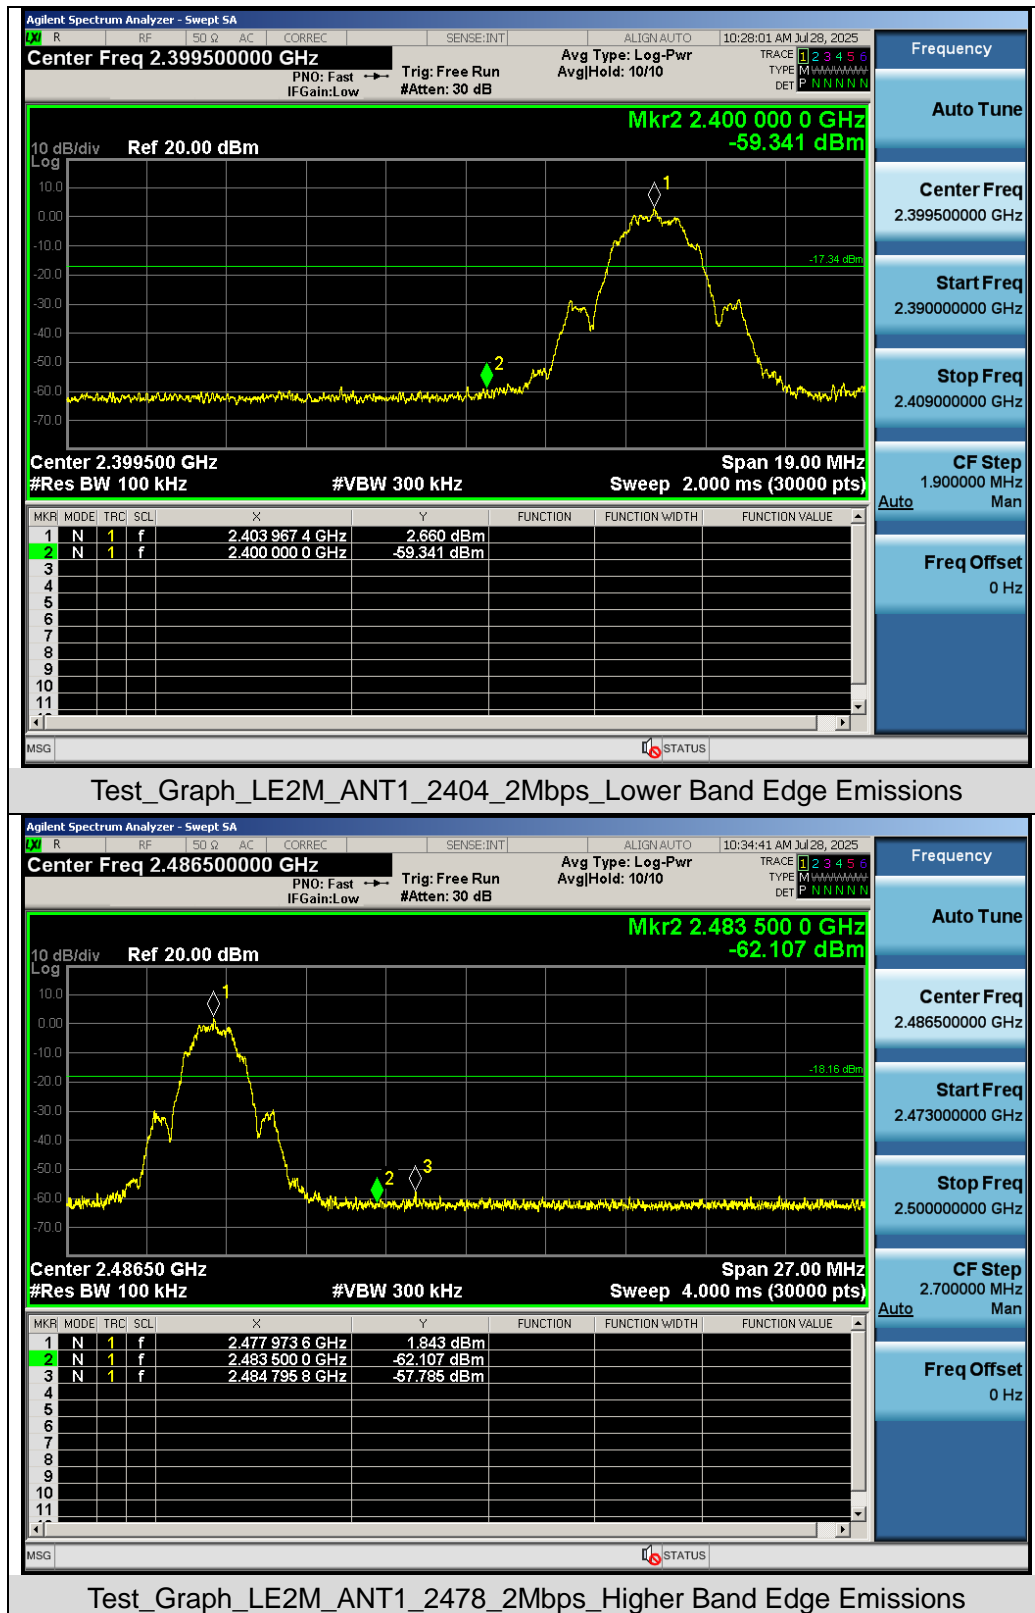 Agilent Spectrum Analyzer - Swept SA
LXI R RF 50 Ω AC CORREC SENSE:INT ALIGN AUTO 10:28:01 AM Jul 28, 2025
Center Freq 2.399500000 GHz Avg Type: Log-Pwr TRACE 1 2 3 4 5 6
PNO: Fast Trig: Free Run Avg|Hold: 10/10 TYPE M
IFGain:Low #Atten: 30 dB DET P N N N N N
Mkr2 2.400 000 0 GHz
-59.341 dBm
10 dB/div Ref 20.00 dBm
Log
10.0
0.00
-10.0
-20.0
-30.0
-40.0
-50.0
-60.0
-70.0
1
-17.34 dBm
2
Center 2.399500 GHz Span 19.00 MHz
#Res BW 100 kHz #VBW 300 kHz Sweep 2.000 ms (30000 pts)
MKR MODE TRC SCL X Y FUNCTION FUNCTION WIDTH FUNCTION VALUE
1 N 1 f 2.403 967 4 GHz 2.660 dBm
2 N 1 f 2.400 000 0 GHz -59.341 dBm
3
4
5
6
7
8
9
10
11
MSG STATUS
Frequency
Auto Tune
Center Freq
2.399500000 GHz
Start Freq
2.390000000 GHz
Stop Freq
2.409000000 GHz
CF Step
1.900000 MHz
Auto Man
Freq Offset
0 Hz
Test_Graph_LE2M_ANT1_2404_2Mbps_Lower Band Edge Emissions
Agilent Spectrum Analyzer - Swept SA
LXI R RF 50 Ω AC CORREC SENSE:INT ALIGN AUTO 10:34:41 AM Jul 28, 2025
Center Freq 2.486500000 GHz Avg Type: Log-Pwr TRACE 1 2 3 4 5 6
PNO: Fast Trig: Free Run Avg|Hold: 10/10 TYPE M
IFGain:Low #Atten: 30 dB DET P N N N N N
Mkr2 2.483 500 0 GHz
-62.107 dBm
10 dB/div Ref 20.00 dBm
Log
10.0
0.00
-10.0
-20.0
-30.0
-40.0
-50.0
-60.0
-70.0
1
-18.16 dBm
2
3
Center 2.48650 GHz Span 27.00 MHz
#Res BW 100 kHz #VBW 300 kHz Sweep 4.000 ms (30000 pts)
MKR MODE TRC SCL X Y FUNCTION FUNCTION WIDTH FUNCTION VALUE
1 N 1 f 2.477 973 6 GHz 1.843 dBm
2 N 1 f 2.483 500 0 GHz -62.107 dBm
3 N 1 f 2.484 795 8 GHz -57.785 dBm
4
5
6
7
8
9
10
11
MSG STATUS
Frequency
Auto Tune
Center Freq
2.486500000 GHz
Start Freq
2.473000000 GHz
Stop Freq
2.500000000 GHz
CF Step
2.700000 MHz
Auto Man
Freq Offset
0 Hz
Test_Graph_LE2M_ANT1_2478_2Mbps_Higher Band Edge Emissions